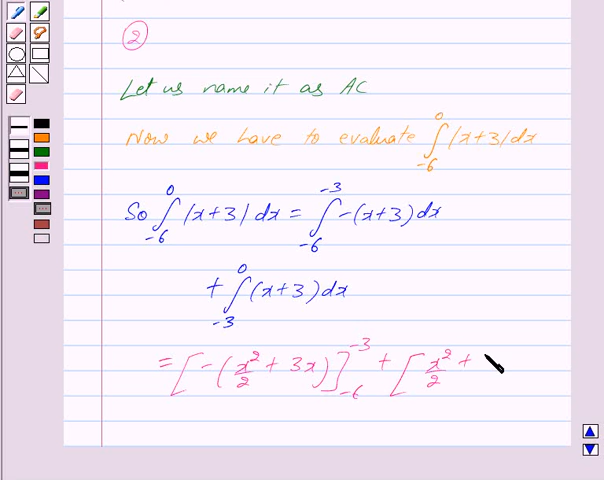 2
Let us name it as AC
Now we have to evaluate ∫_{-6}^{0} |x+3| dx
So ∫_{-6}^{0} |x+3| dx = ∫_{-6}^{-3} -(x+3) dx
+ ∫_{-3}^{0} (x+3) dx
= [-(x²/2 + 3x)]_{-6}^{-3} + [x²/2 +